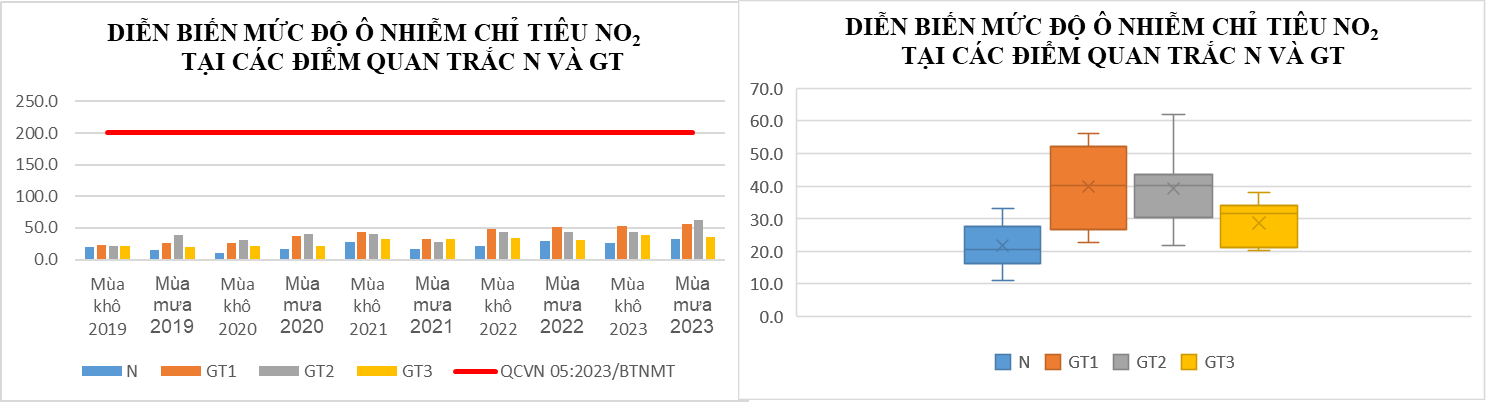 DIỄN BIẾN MỨC ĐỘ Ô NHIỄM CHỈ TIÊU NO₂
TẠI CÁC ĐIỂM QUAN TRẮC N VÀ GT
250.0
200.0
150.0
100.0
50.0
0.0
Mùa khô 2019
Mùa mưa 2019
Mùa khô 2020
Mùa mưa 2020
Mùa khô 2021
Mùa mưa 2021
Mùa khô 2022
Mùa mưa 2022
Mùa khô 2023
Mùa mưa 2023
N GT1 GT2 GT3 QCVN 05:2023/BTNMT
DIỄN BIẾN MỨC ĐỘ Ô NHIỄM CHỈ TIÊU NO₂
TẠI CÁC ĐIỂM QUAN TRẮC N VÀ GT
70.0
60.0
50.0
40.0
30.0
20.0
10.0
0.0
N GT1 GT2 GT3